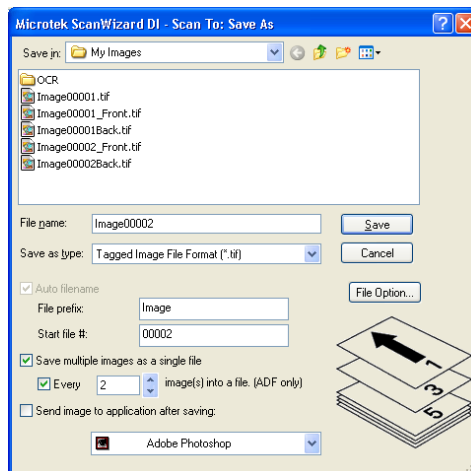 Microtek ScanWizard DI - Scan To: Save As
Save in: My Images
OCR
Image00001.tif
Image00001_Front.tif
Image00001Back.tif
Image00002_Front.tif
Image00002Back.tif
File name: Image00002 Save
Save as type: Tagged Image File Format (*.tif) Cancel
Auto filename File Option...
File prefix: Image
Start file #: 00002
Save multiple images as a single file
Every 2 image(s) into a file. (ADF only)
Send image to application after saving:
Adobe Photoshop
1
3
5